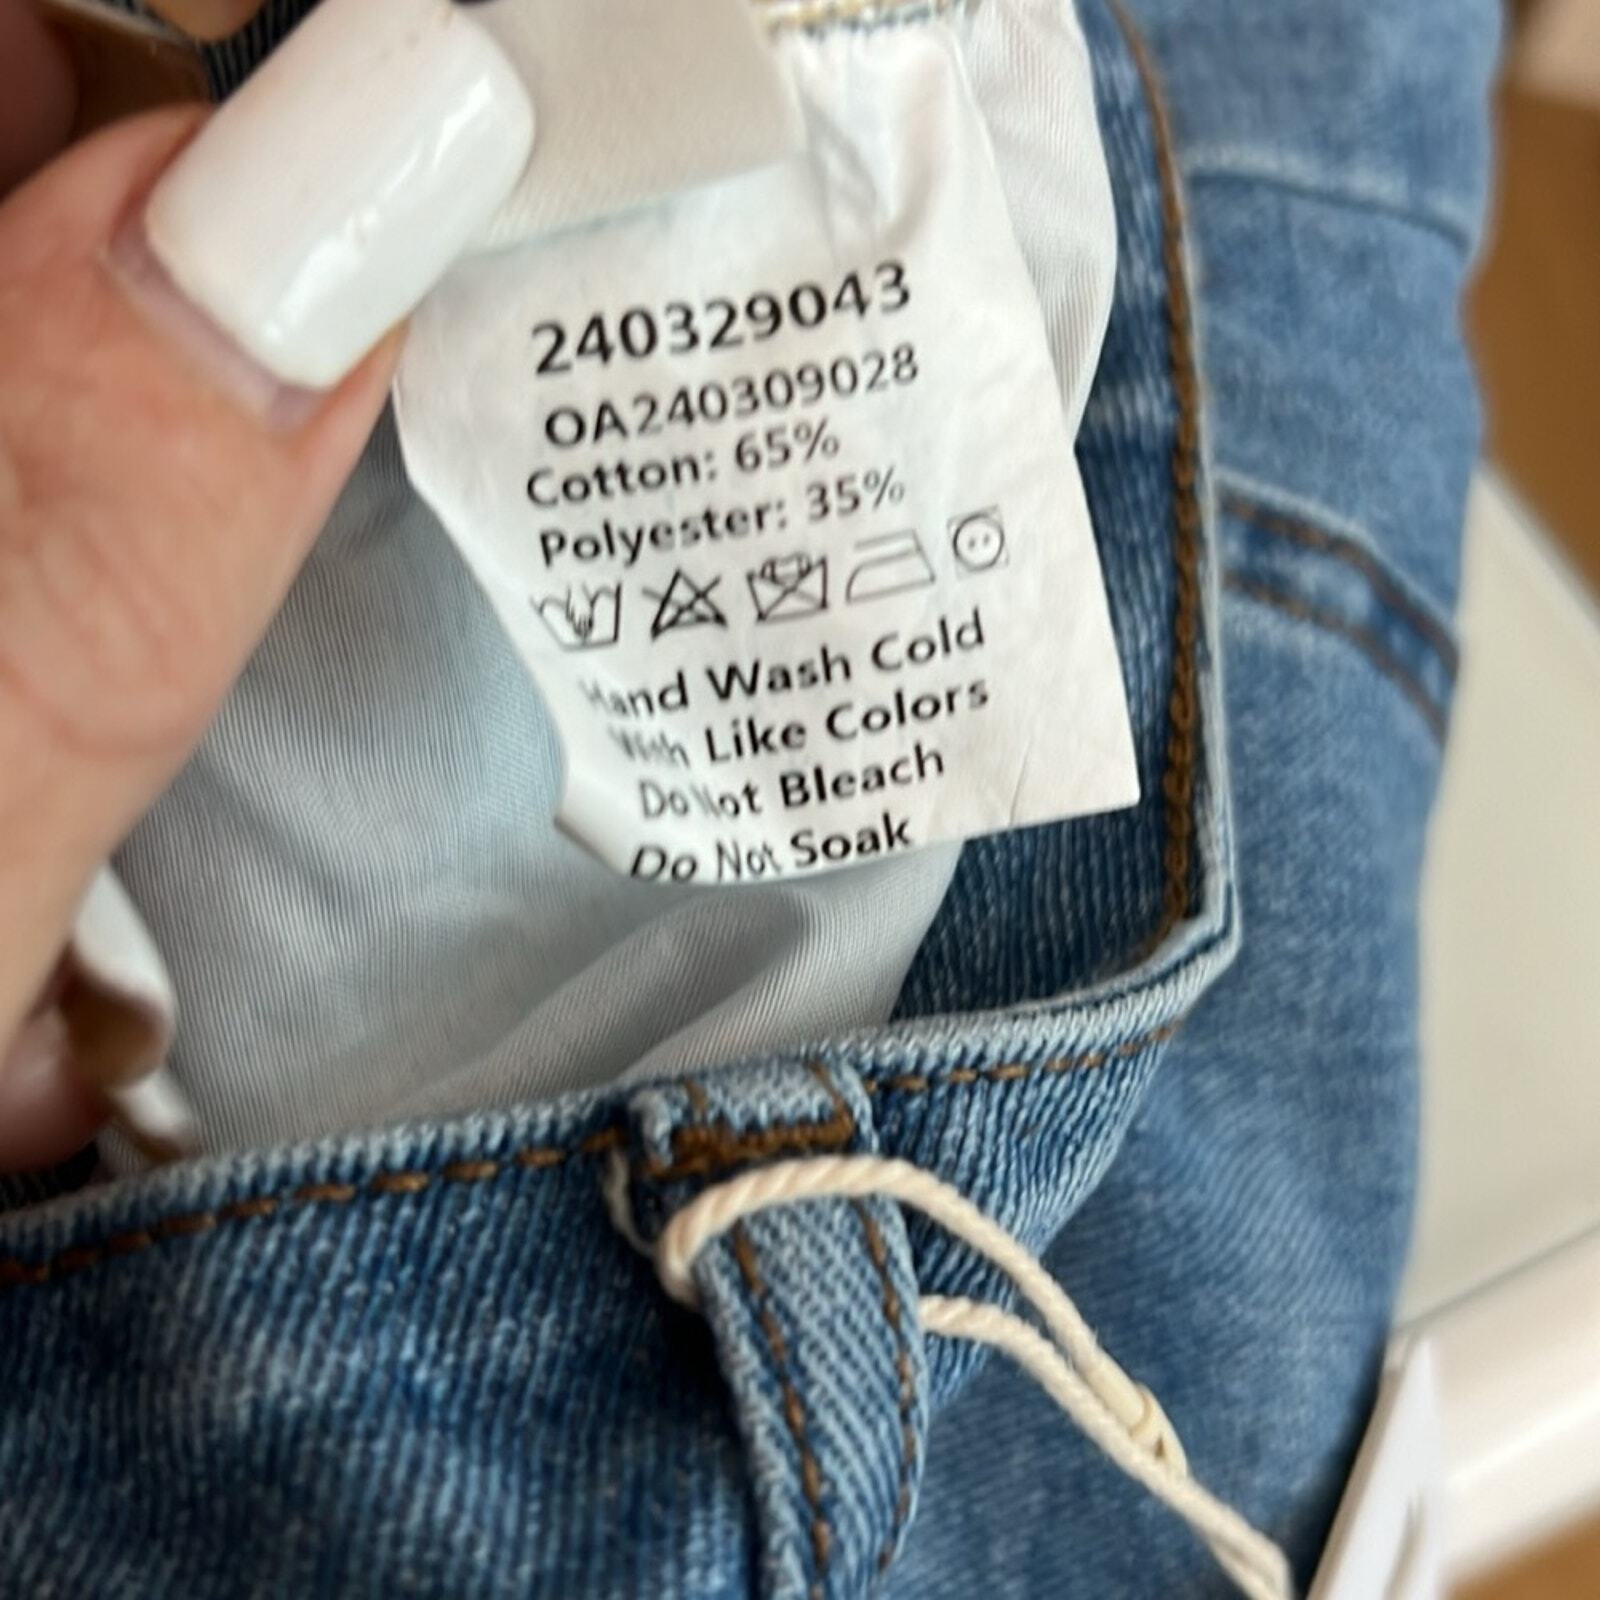 240329043
OA240309028
Cotton: 65%
Polyester: 35%
Hand Wash Cold
With Like Colors
Do Not Bleach
Do Not Soak